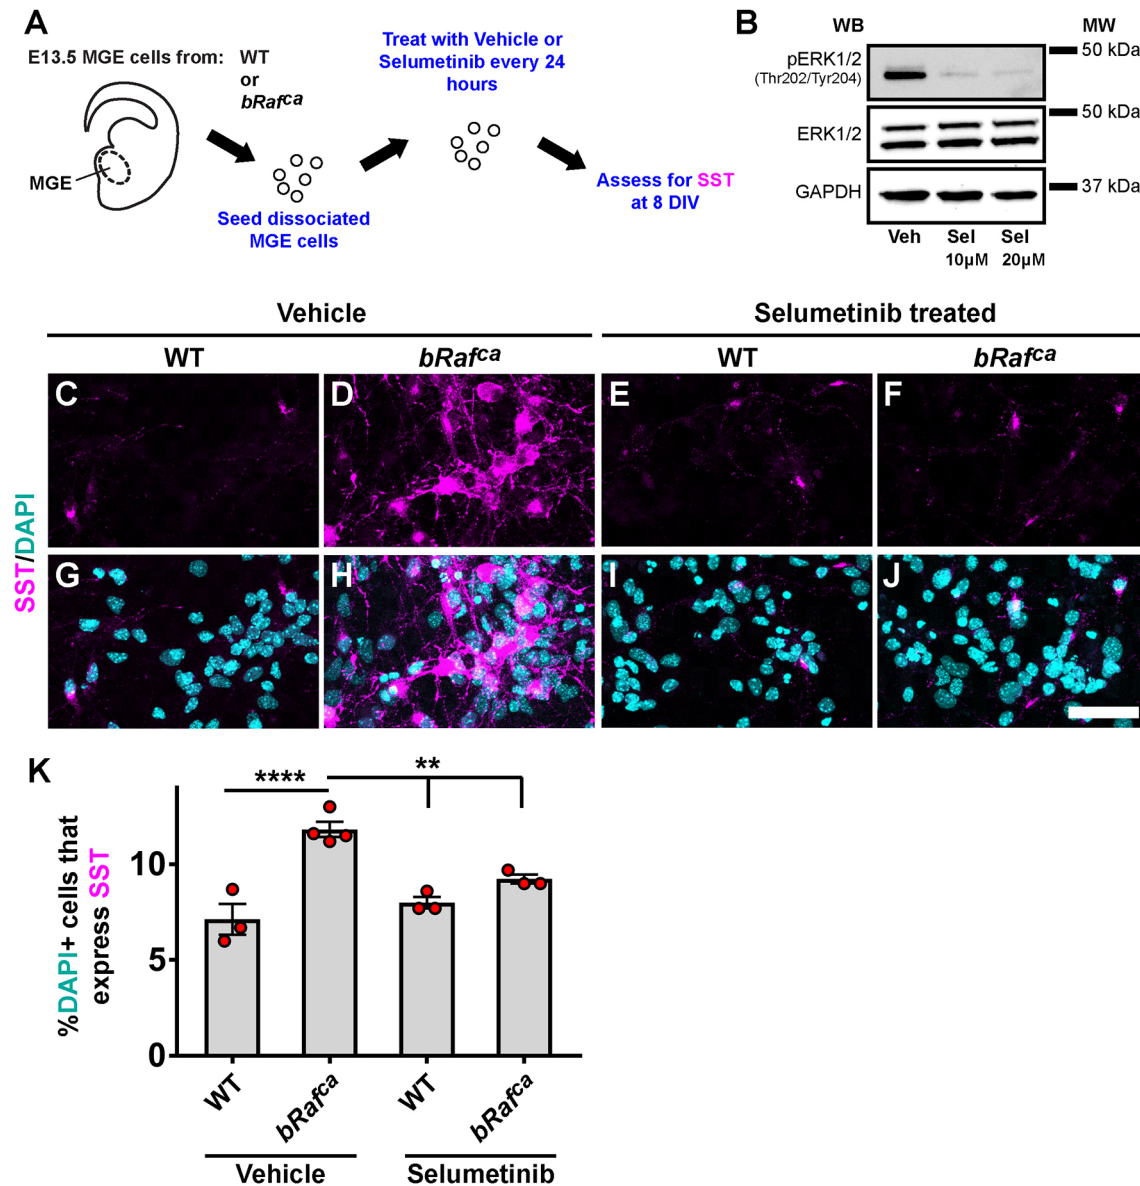 A
E13.5 MGE cells from:
WT
or
bRafca
MGE
Seed dissociated
MGE cells
Treat with Vehicle or
Selumetinib every 24
hours
Assess for SST
at 8 DIV
B
WB
MW
pERK1/2
(Thr202/Tyr204)
50 kDa
ERK1/2
50 kDa
GAPDH
37 kDa
Veh
Sel
10µM
Sel
20µM
Vehicle
Selumetinib treated
WT
bRafca
WT
bRafca
SST/DAPI
C
D
E
F
G
H
I
J
K
%DAPI+ cells that
express SST
****
**
10
5
0
WT
bRafca
WT
bRafca
Vehicle
Selumetinib